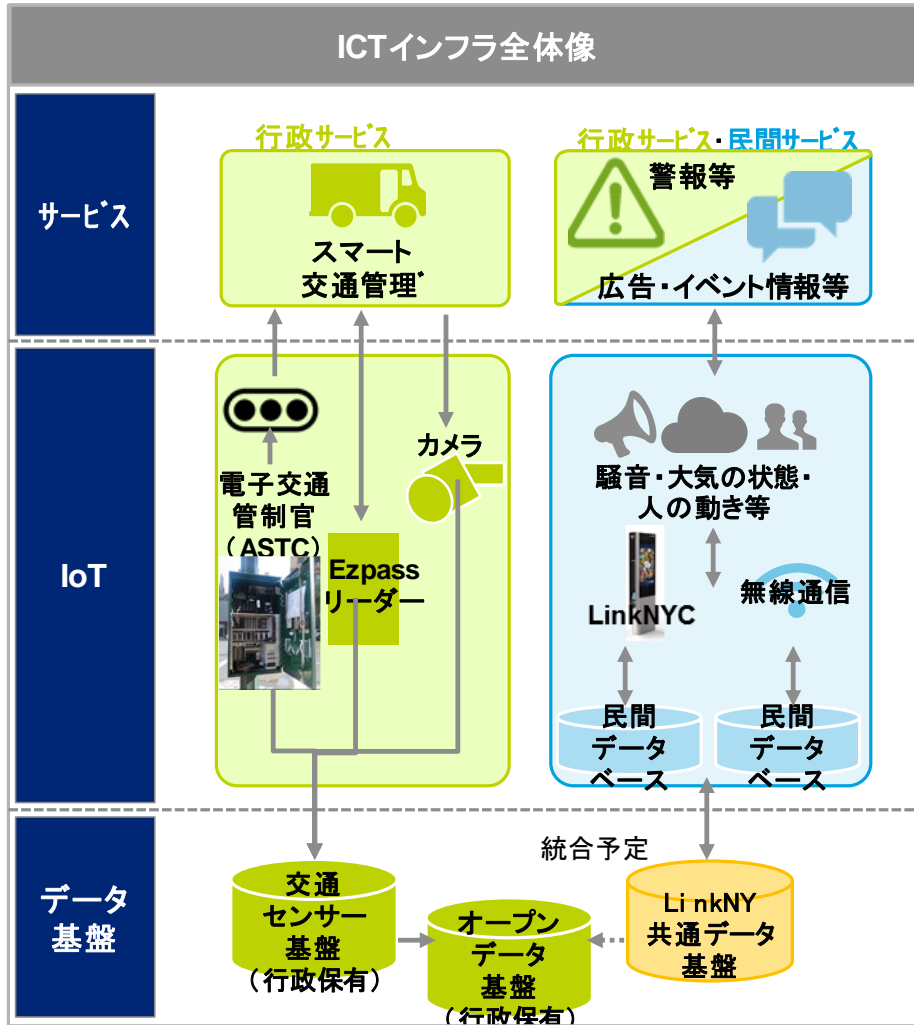 ICTインフラ全体像
サービス
行政サービス
スマート
交通管理
行政サービス・民間サービス
警報等
広告・イベント情報等
IoT
電子交通
管制官
（ASTC）
Ezpass
リーダー
カメラ
騒音・大気の状態・
人の動き等
LinkNYC
無線通信
民間
データ
ベース
民間
データ
ベース
データ
基盤
交通
センサー
基盤
（行政保有）
オープン
データ
基盤
（行政保有）
統合予定
LinkNY
共通データ
基盤